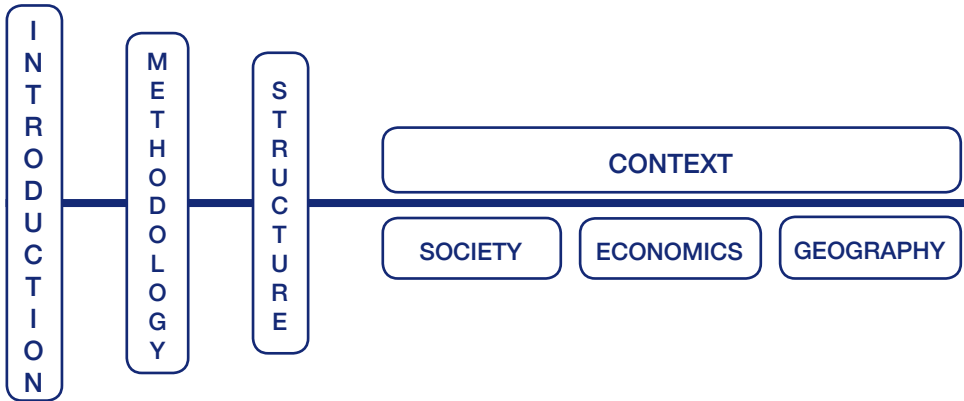 INTRODUCTION
METHODOLOGY
STRUCTURE
CONTEXT
SOCIETY
ECONOMICS
GEOGRAPHY